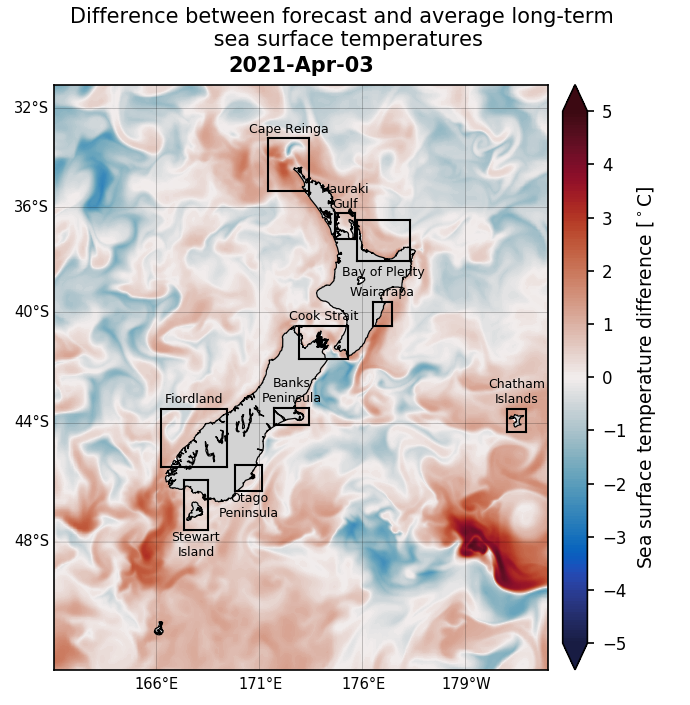 Difference between forecast and average long-term
sea surface temperatures
2021-Apr-03
32°S
36°S
40°S
44°S
48°S
Cape Reinga
Hauraki
Gulf
Bay of Plenty
Wairarapa
Cook Strait
Banks
Peninsula
Fiordland
Chatham
Islands
Otago
Peninsula
Stewart
Island
166°E
171°E
176°E
179°W
5
4
3
2
1
0
−1
−2
−3
−4
−5
Sea surface temperature difference [°C]